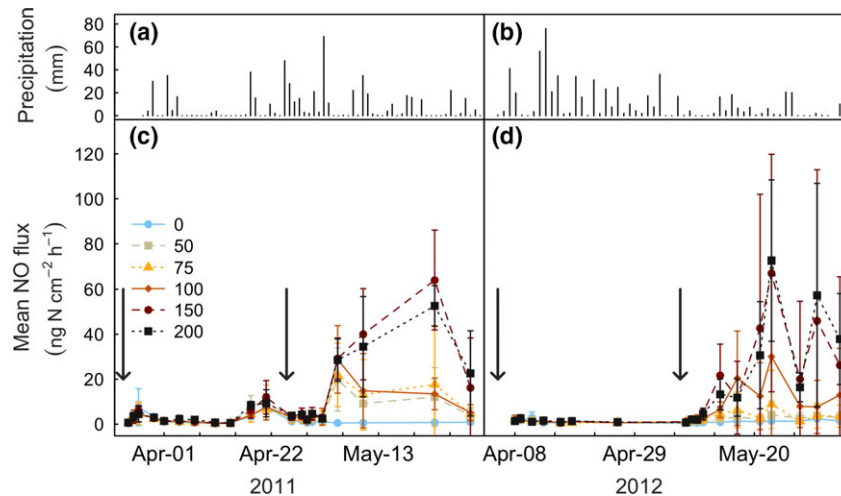 Precipitation
(mm)
80
60
40
20
0
(a)
(b)
Mean NO flux
(ng N cm−2 h−1)
120
100
80
60
40
20
0
(c)
(d)
0
50
75
100
150
200
Apr-01
Apr-22
May-13
Apr-08
Apr-29
May-20
2011
2012